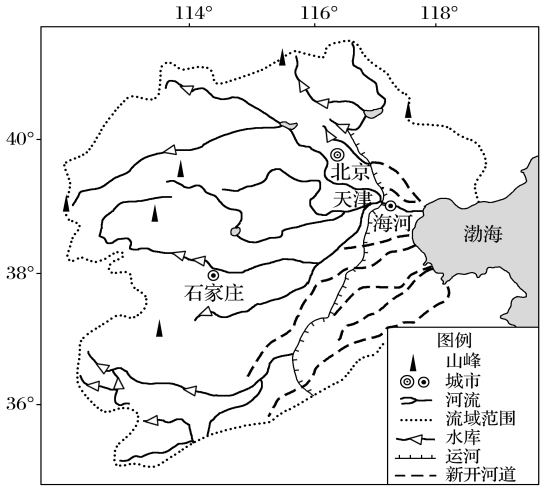 114° 116° 118°
40°
北京
天津
海河
渤海
38°
石家庄
36°
图例
山峰
城市
河流
流域范围
水库
运河
新开河道